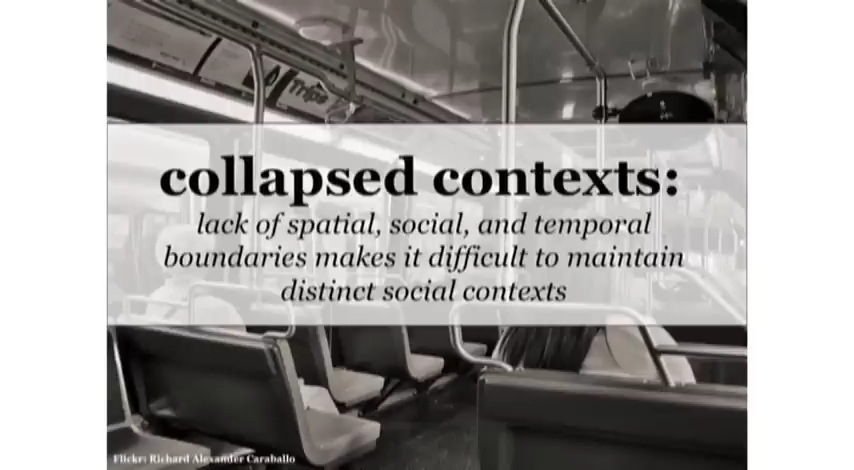 Trips
collapsed contexts:
lack of spatial, social, and temporal
boundaries makes it difficult to maintain
distinct social contexts
Flickr: Richard Alexander Caraballo